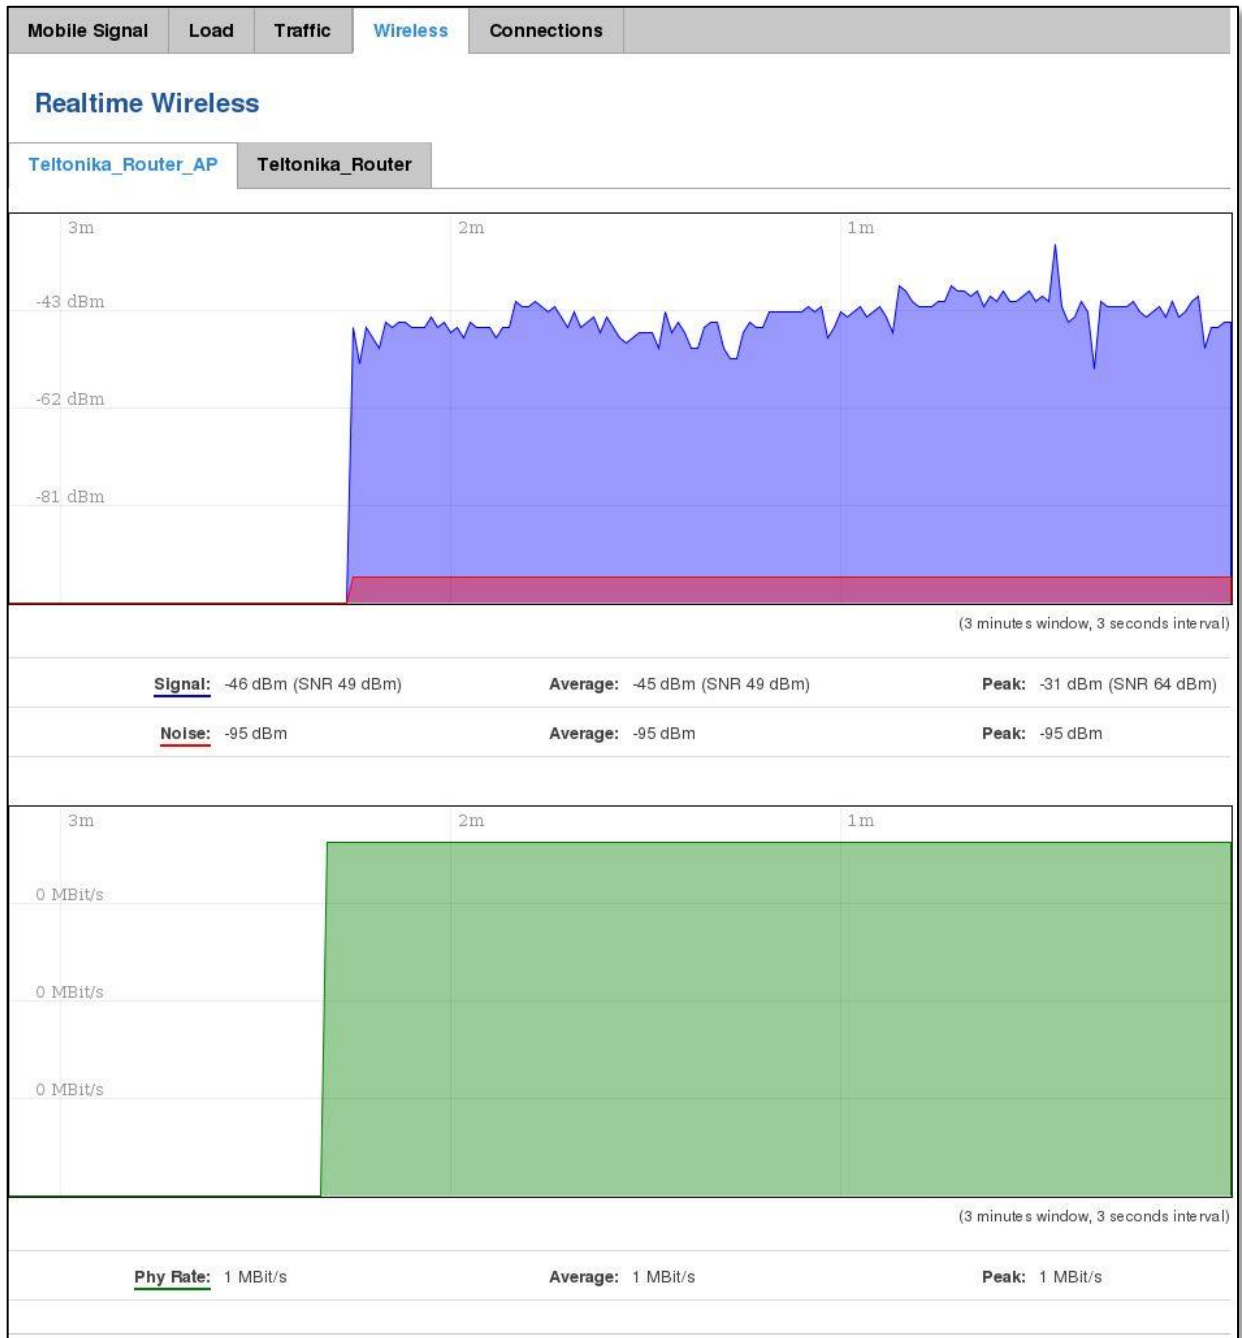 Mobile Signal Load Traffic Wireless Connections
Realtime Wireless
Teltonika_Router_AP Teltonika_Router
3m 2m 1m
-43 dBm
-62 dBm
-81 dBm
(3 minutes window, 3 seconds interval)
Signal: -46 dBm (SNR 49 dBm) Average: -45 dBm (SNR 49 dBm) Peak: -31 dBm (SNR 64 dBm)
Noise: -95 dBm Average: -95 dBm Peak: -95 dBm
3m 2m 1m
0 MBit/s
0 MBit/s
0 MBit/s
(3 minutes window, 3 seconds interval)
Phy Rate: 1 MBit/s Average: 1 MBit/s Peak: 1 MBit/s